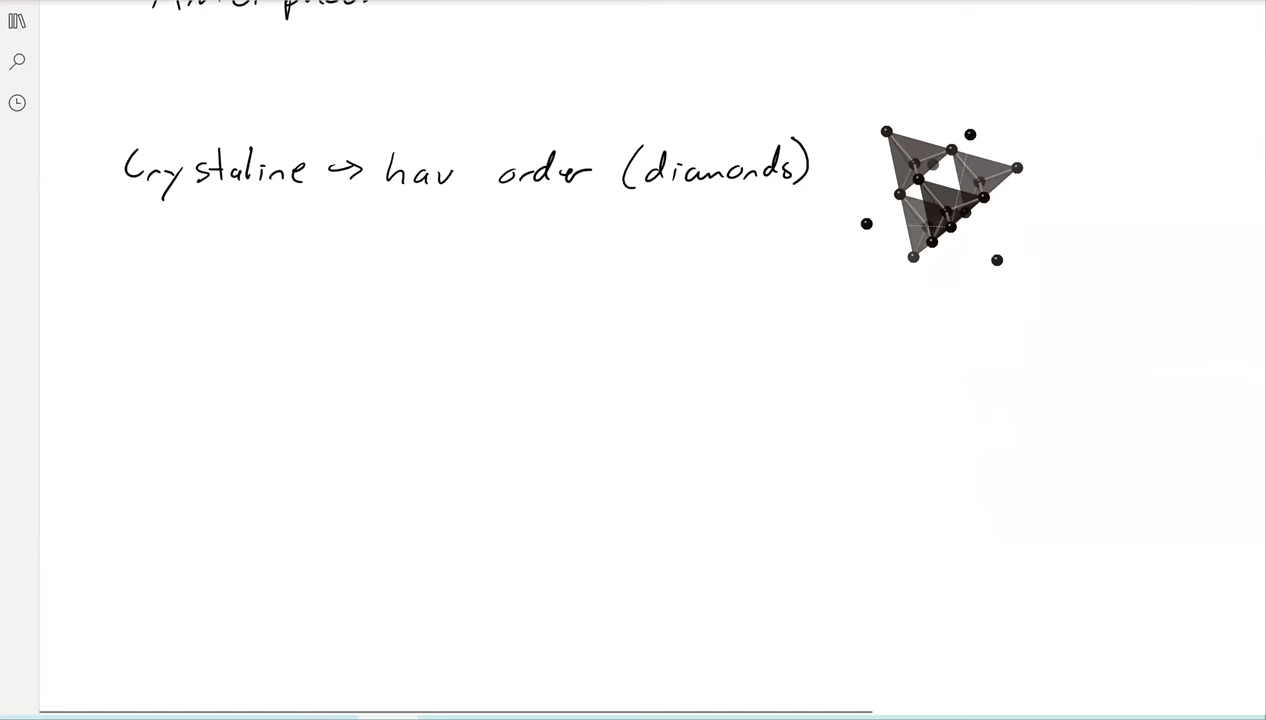 Crystaline → hav order (diamonds)